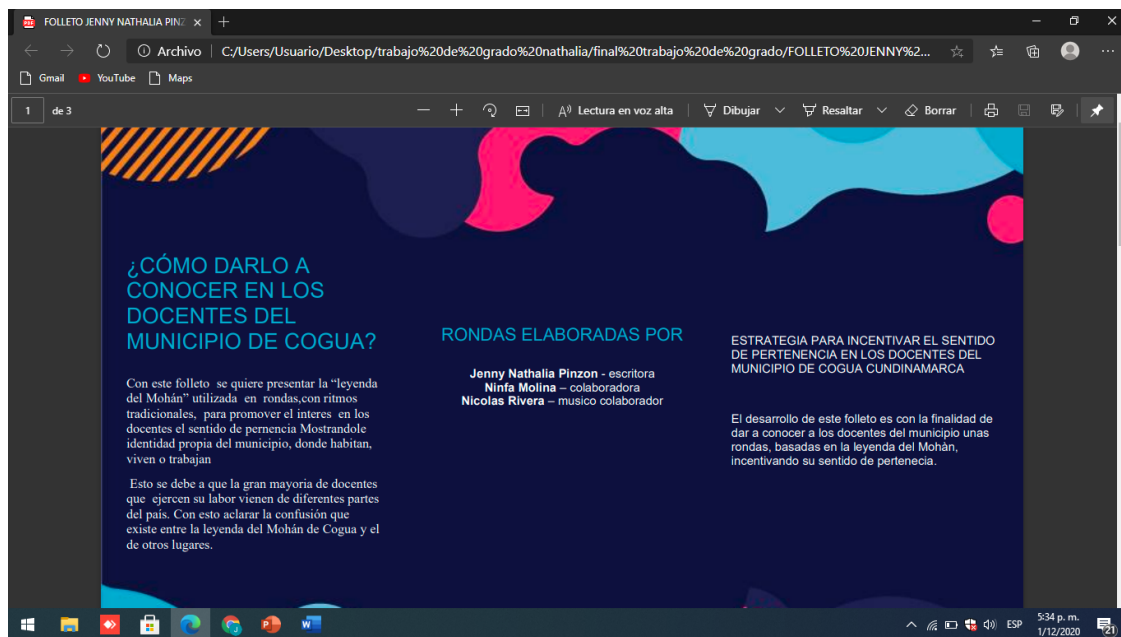 FOLLETO JENNY NATHALIA PINZ
Archivo
C:/Users/Usuario/Desktop/trabajo%20de%20grado%20nathalia/final%20trabajo%20de%20grado/FOLLETO%20JENNY%2...
Gmail
YouTube
Maps
1 de 3
Lectura en voz alta
Dibujar
Resaltar
Borrar
¿CÓMO DARLO A
CONOCER EN LOS
DOCENTES DEL
MUNICIPIO DE COGUA?
Con este folleto se quiere presentar la “leyenda
del Mohán” utilizada en rondas,con ritmos
tradicionales, para promover el interes en los
docentes el sentido de pernencia Mostrandole
identidad propia del municipio, donde habitan,
viven o trabajan
Esto se debe a que la gran mayoria de docentes
que ejercen su labor vienen de diferentes partes
del país. Con esto aclarar la confusión que
existe entre la leyenda del Mohán de Cogua y el
de otros lugares.
RONDAS ELABORADAS POR
Jenny Nathalia Pinzon - escritora
Ninfa Molina – colaboradora
Nicolas Rivera – musico colaborador
ESTRATEGIA PARA INCENTIVAR EL SENTIDO
DE PERTENENCIA EN LOS DOCENTES DEL
MUNICIPIO DE COGUA CUNDINAMARCA
El desarrollo de este folleto es con la finalidad de
dar a conocer a los docentes del municipio unas
rondas, basadas en la leyenda del Mohàn,
incentivando su sentido de pertenecia.
ESP
5:34 p. m.
1/12/2020
21